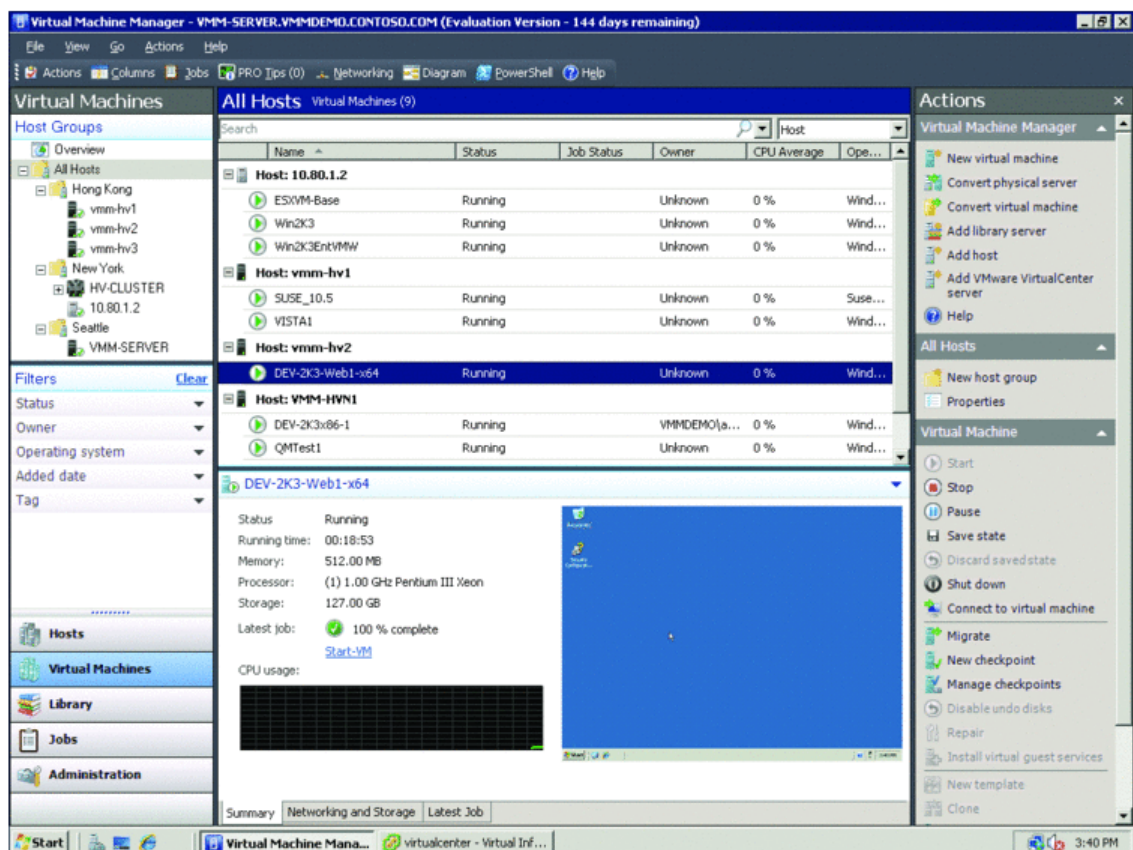 Virtual Machine Manager - VMM-SERVER.VMMDEMO.CONTOSO.COM (Evaluation Version - 144 days remaining)
File View Go Actions Help
Actions Columns Jobs PRO Tips (0) Networking Diagram PowerShell Help
Virtual Machines
Host Groups
Overview
All Hosts
Hong Kong
vmm-hv1
vmm-hv2
vmm-hv3
New York
HV-CLUSTER
10.80.1.2
Seattle
VMM-SERVER
Filters Clear
Status
Owner
Operating system
Added date
Tag
Hosts
Virtual Machines
Library
Jobs
Administration
All Hosts Virtual Machines (9)
Search Host
Name Status Job Status Owner CPU Average Ope...
Host: 10.80.1.2
ESXVM-Base Running Unknown 0 % Wind...
Win2K3 Running Unknown 0 % Wind...
Win2K3EntVMW Running Unknown 0 % Wind...
Host: vmm-hv1
SUSE_10.5 Running Unknown 0 % Suse...
VISTA1 Running Unknown 0 % Wind...
Host: vmm-hv2
DEV-2K3-Web1-x64 Running Unknown 0 % Wind...
Host: VMM-HVN1
DEV-2K3x86-1 Running VMMDEMO\a... 0 % Wind...
QMTest1 Running Unknown 0 % Wind...
DEV-2K3-Web1-x64
Status Running
Running time: 00:18:53
Memory: 512.00 MB
Processor: (1) 1.00 GHz Pentium III Xeon
Storage: 127.00 GB
Latest job: 100 % complete
Start-VM
CPU usage:
Summary Networking and Storage Latest Job
Actions
Virtual Machine Manager
New virtual machine
Convert physical server
Convert virtual machine
Add library server
Add host
Add VMware VirtualCenter
server
Help
All Hosts
New host group
Properties
Virtual Machine
Start
Stop
Pause
Save state
Discard saved state
Shut down
Connect to virtual machine
Migrate
New checkpoint
Manage checkpoints
Disable undo disks
Repair
Install virtual guest services
New template
Clone
Start Virtual Machine Mana... virtualcenter - Virtual Inf... 3:40 PM